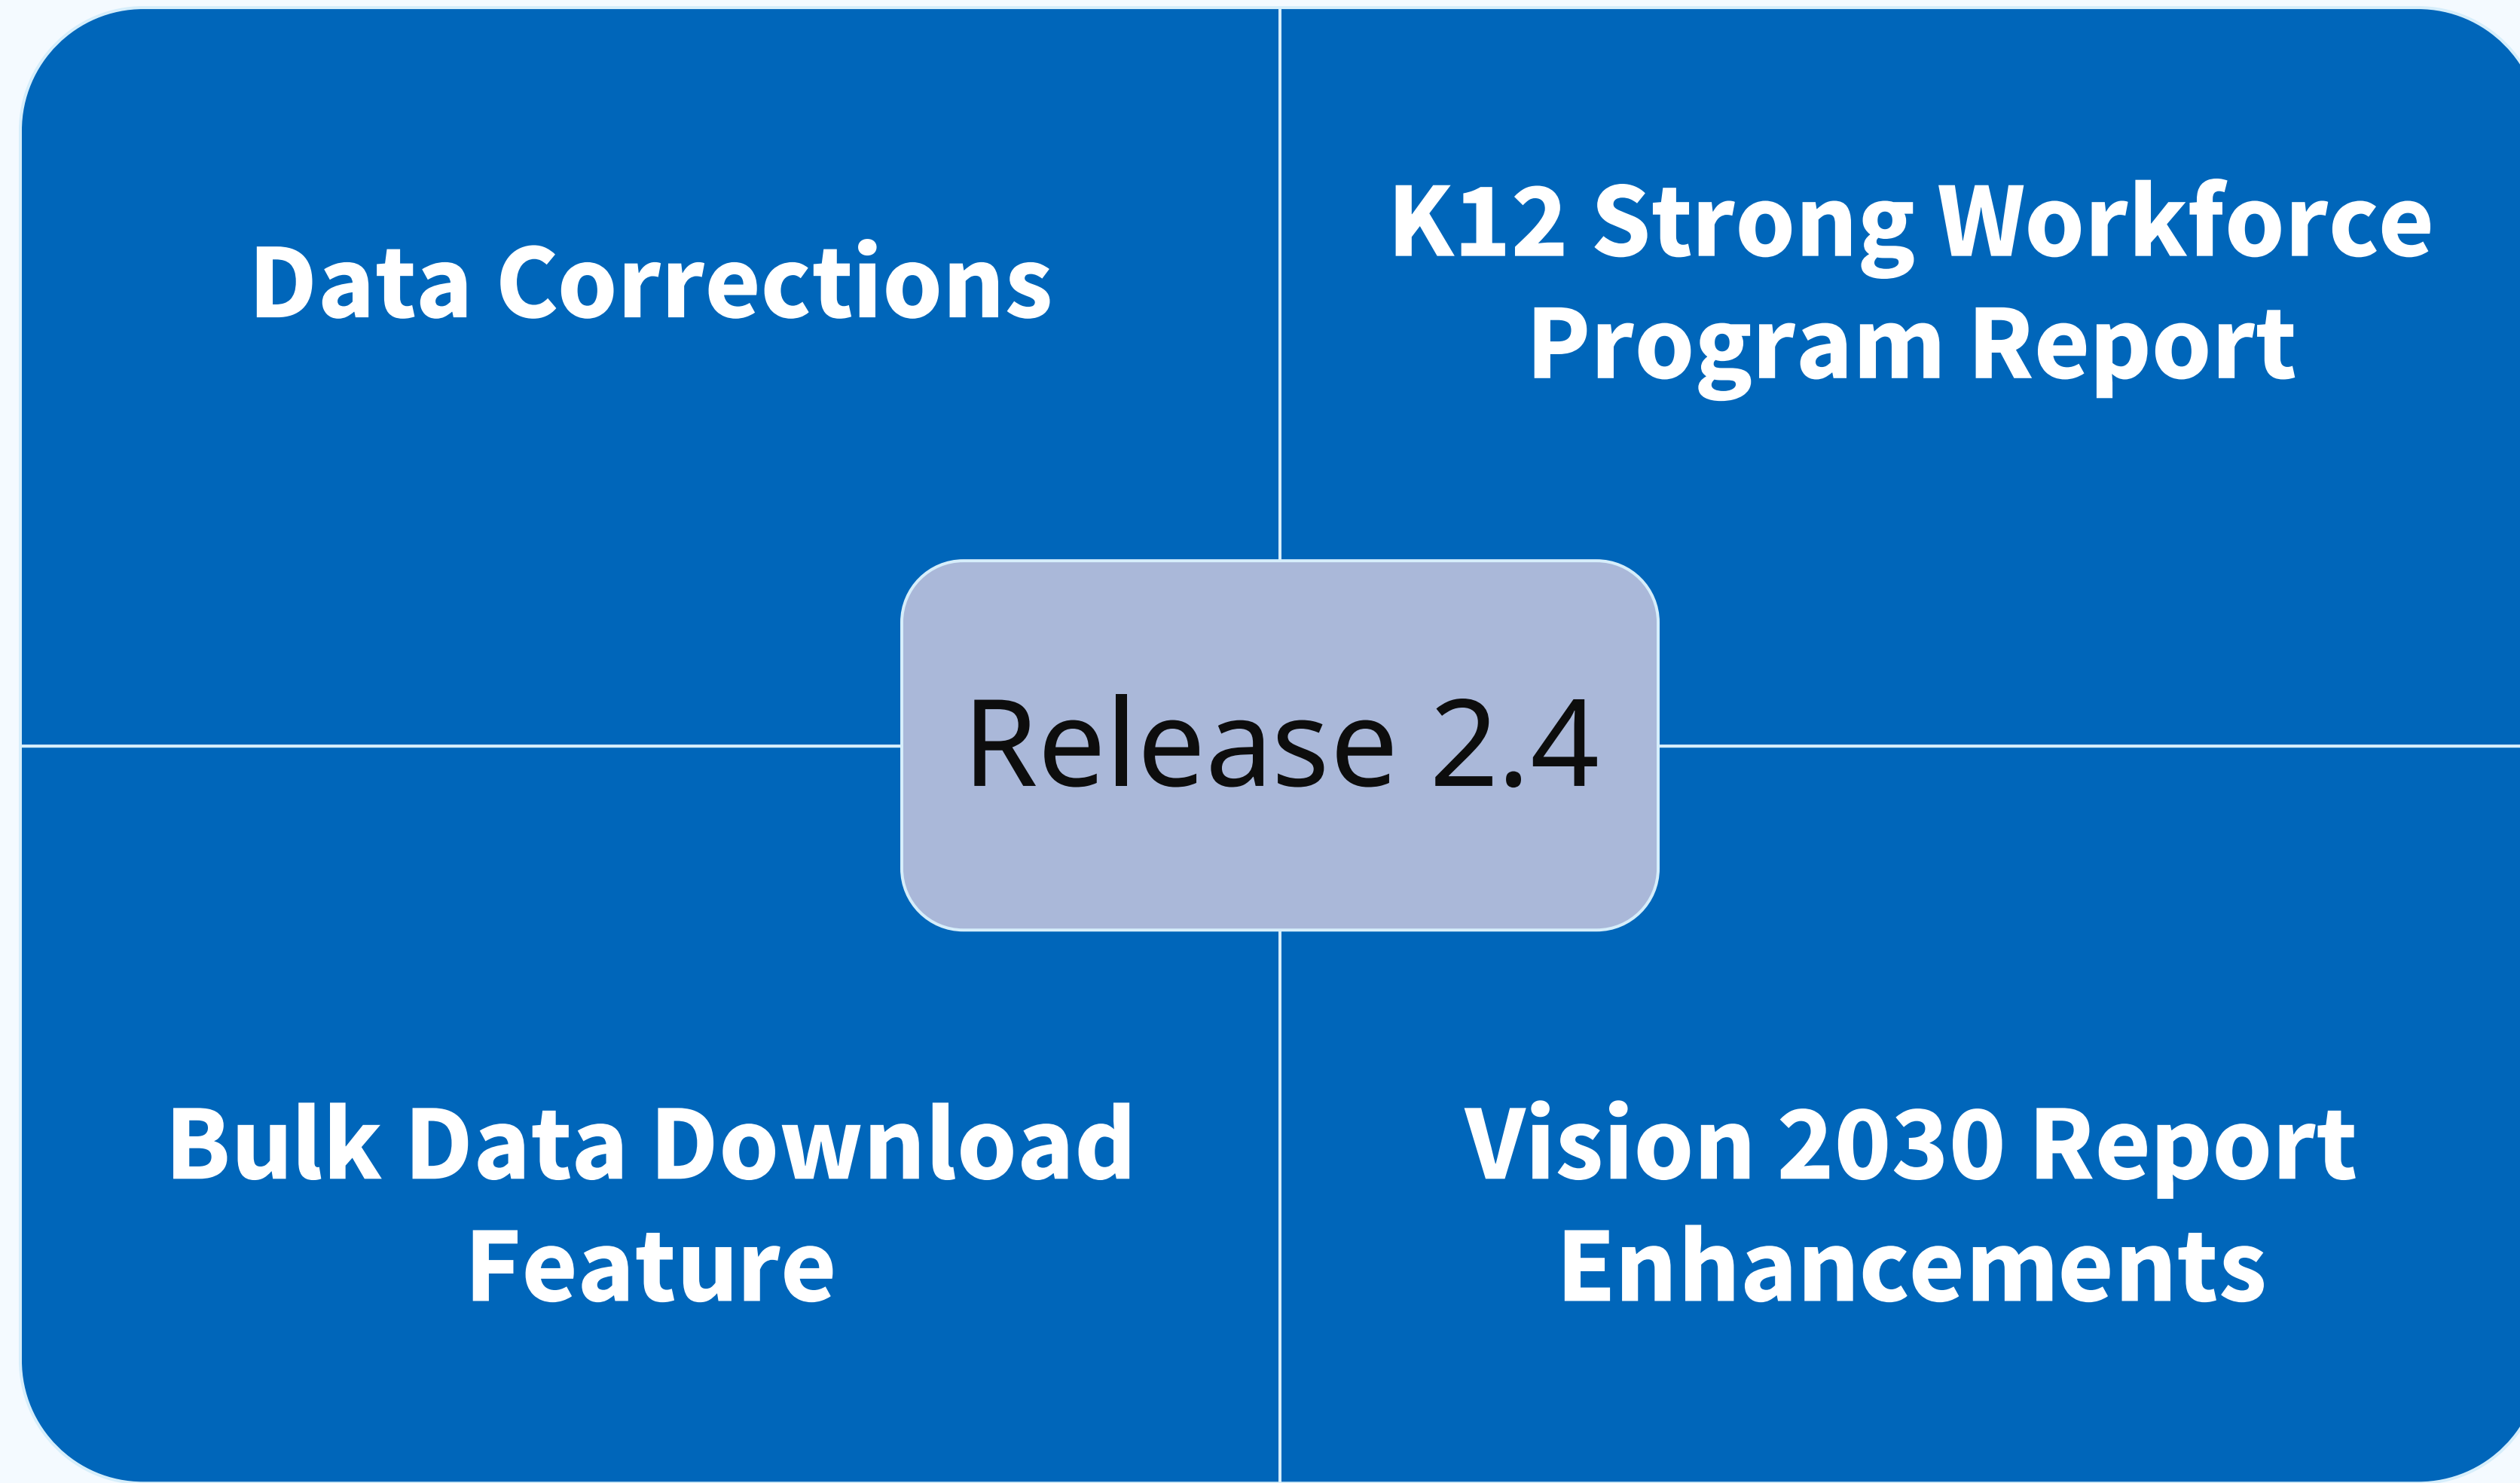 Data Corrections
K12 Strong Workforce
Program Report
Release 2.4
Bulk Data Download
Feature
Vision 2030 Report
Enhancements